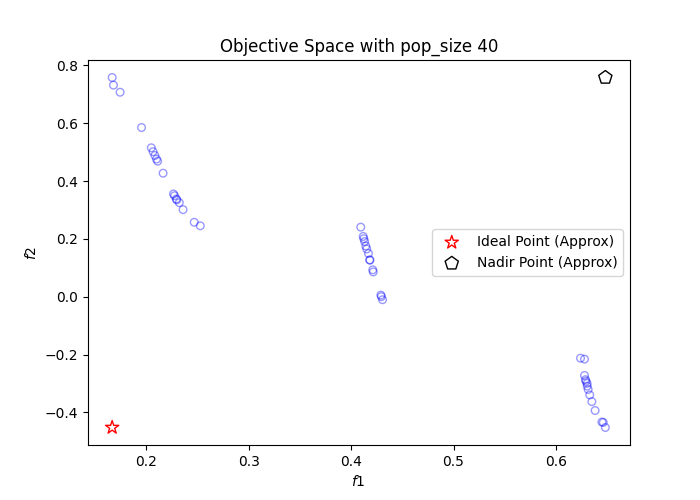 Objective Space with pop_size 40
0.8
0.6
0.4
0.2
0.0
−0.2
−0.4
f2
Ideal Point (Approx)
Nadir Point (Approx)
0.2 0.3 0.4 0.5 0.6
f1